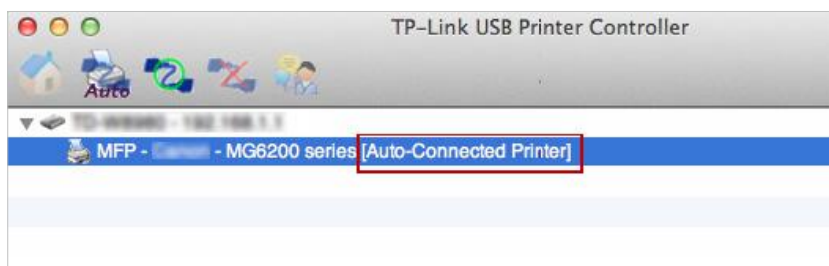 TP-Link USB Printer Controller
Auto
MFP - - MG6200 series [Auto-Connected Printer]